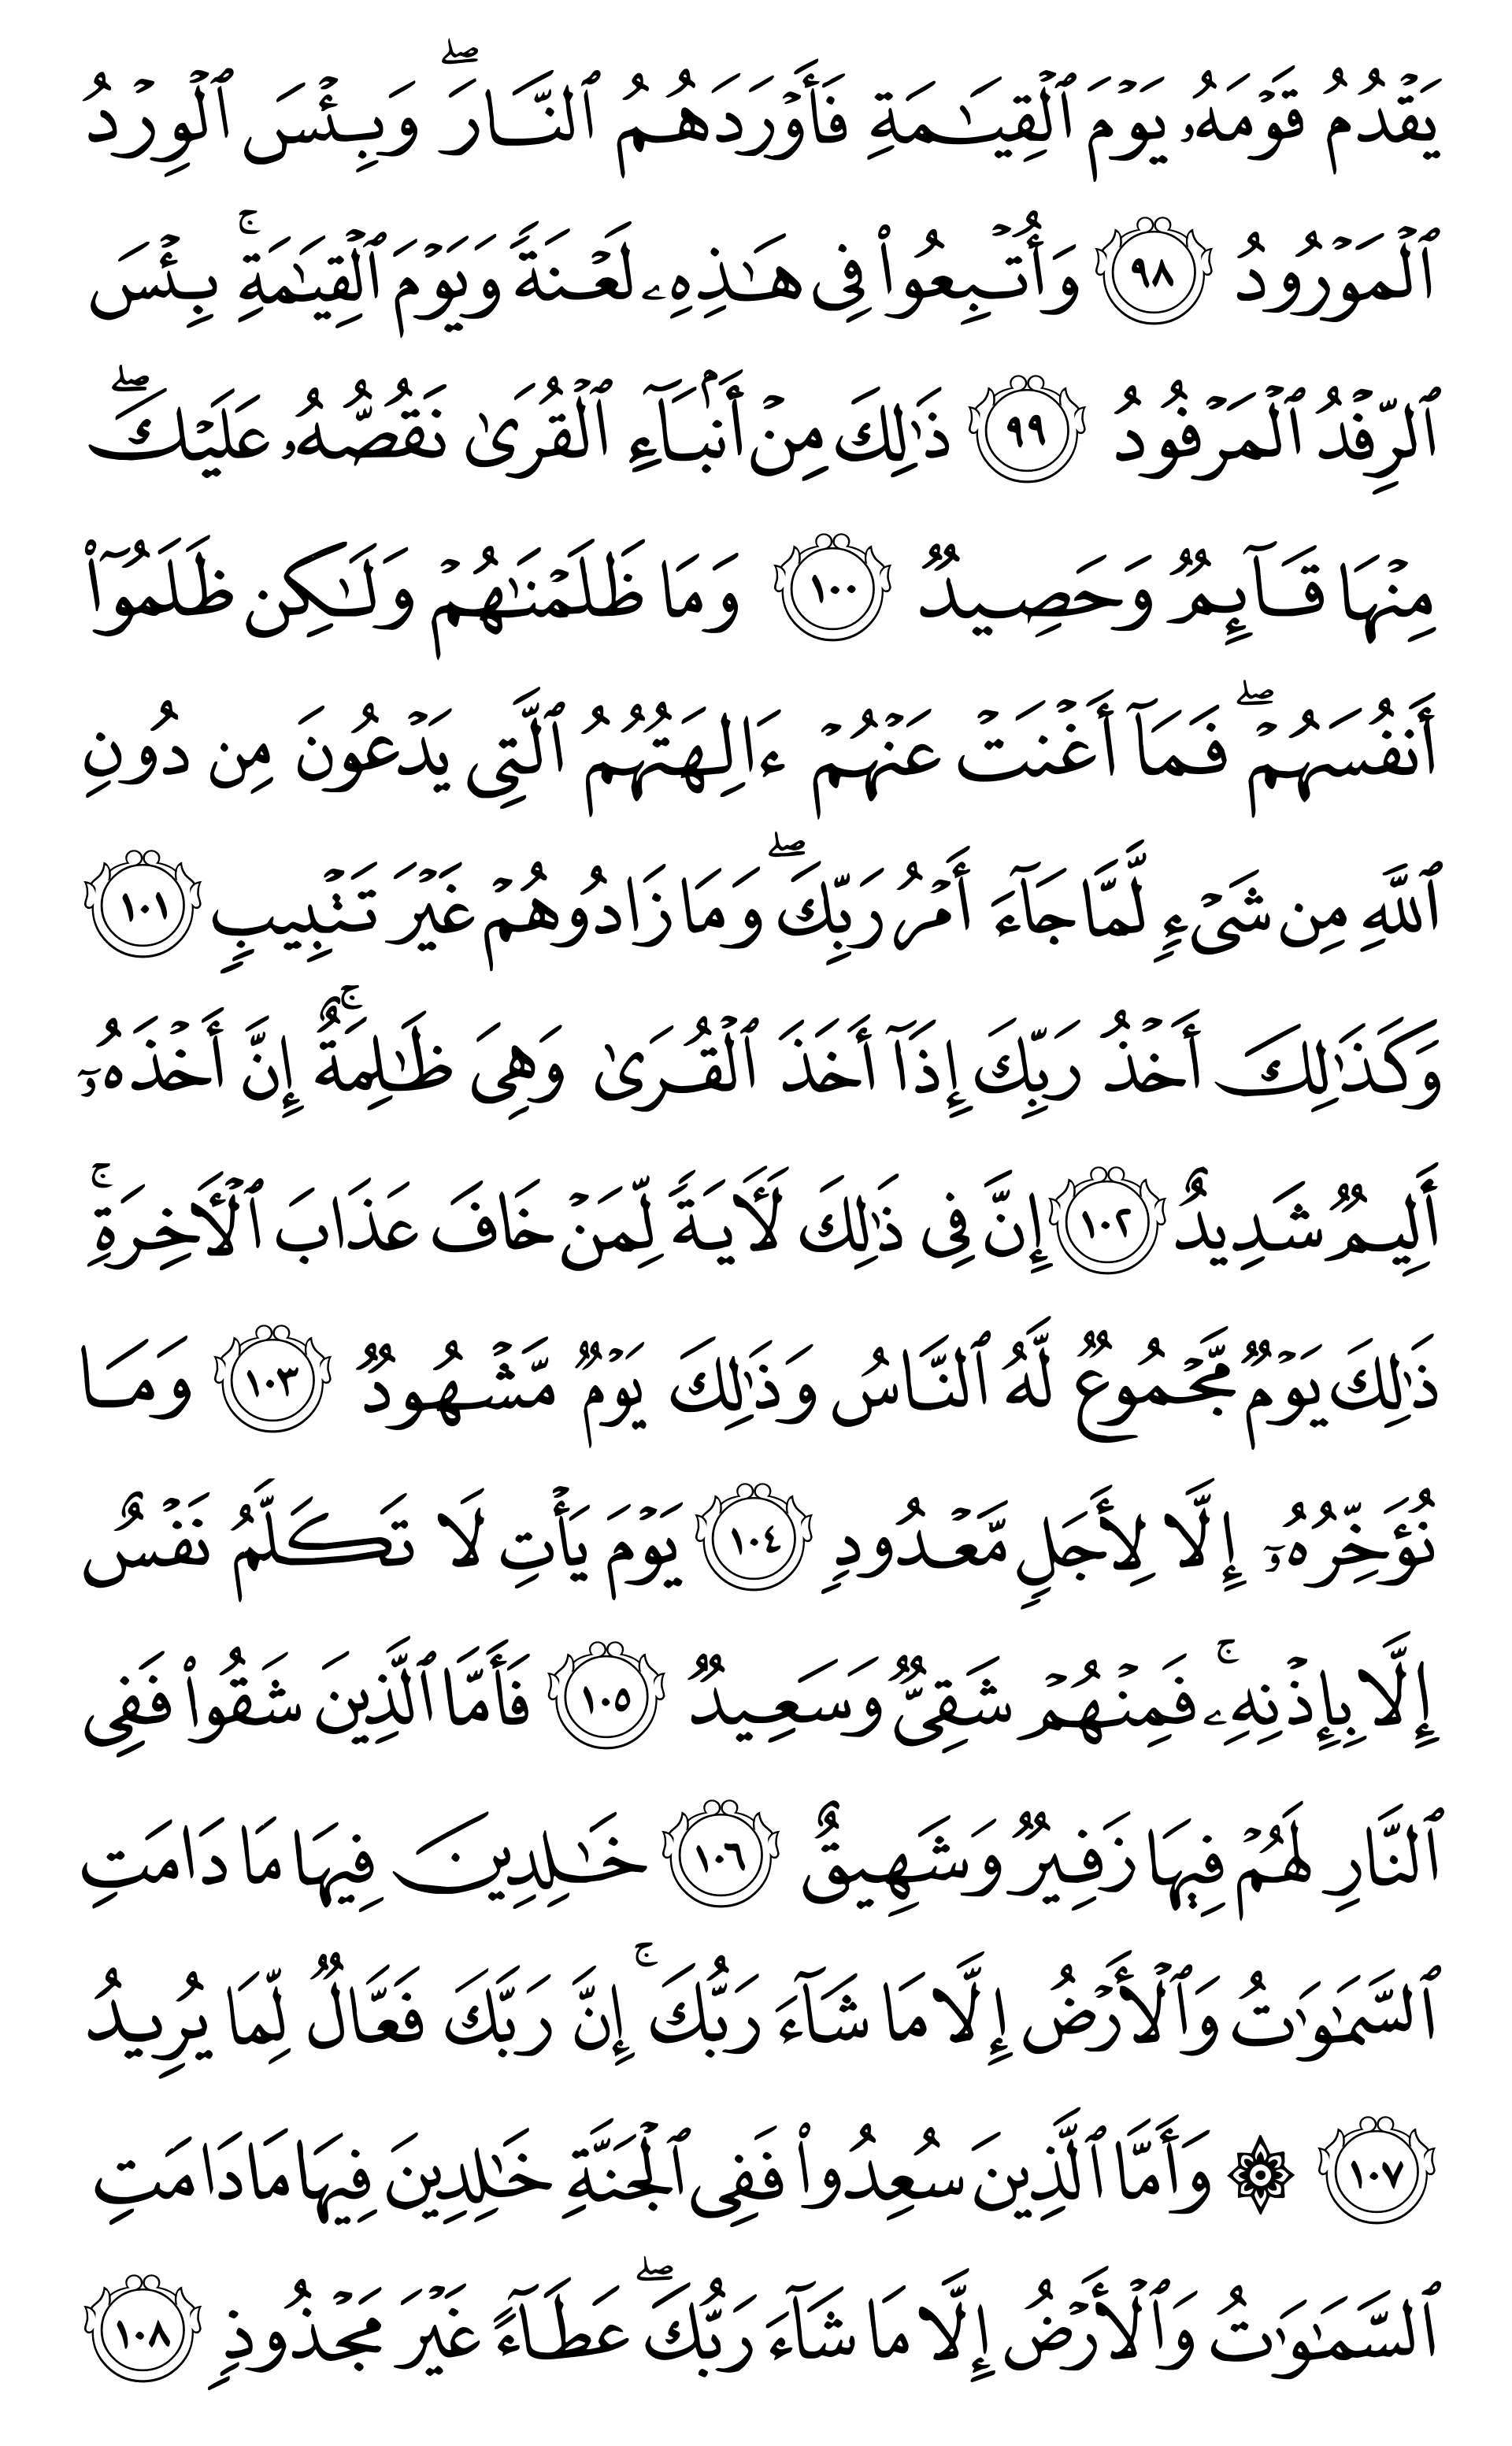 يَقۡدُمُ قَوۡمَهُۥ يَوۡمَ ٱلۡقِيَٰمَةِ فَأَوۡرَدَهُمُ ٱلنَّارَۖ وَبِئۡسَ ٱلۡوِرۡدُ
ٱلۡمَوۡرُودُ ٩٨ وَأُتۡبِعُواْ فِي هَٰذِهِۦ لَعۡنَةٗ وَيَوۡمَ ٱلۡقِيَٰمَةِۚ بِئۡسَ
ٱلرِّفۡدُ ٱلۡمَرۡفُودُ ٩٩ ذَٰلِكَ مِنۡ أَنۢبَآءِ ٱلۡقُرَىٰ نَقُصُّهُۥ عَلَيۡكَۖ
مِنۡهَا قَآئِمٞ وَحَصِيدٞ ١٠٠ وَمَا ظَلَمۡنَٰهُمۡ وَلَٰكِن ظَلَمُوٓاْ
أَنفُسَهُمۡۖ فَمَآ أَغۡنَتۡ عَنۡهُمۡ ءَالِهَتُهُمُ ٱلَّتِي يَدۡعُونَ مِن دُونِ
ٱللَّهِ مِن شَيۡءٖ لَّمَّا جَآءَ أَمۡرُ رَبِّكَۖ وَمَا زَادُوهُمۡ غَيۡرَ تَتۡبِيبٖ ١٠١
وَكَذَٰلِكَ أَخۡذُ رَبِّكَ إِذَآ أَخَذَ ٱلۡقُرَىٰ وَهِيَ ظَٰلِمَةٌۚ إِنَّ أَخۡذَهُۥٓ
أَلِيمٞ شَدِيدٌ ١٠٢ إِنَّ فِي ذَٰلِكَ لَأٓيَةٗ لِّمَنۡ خَافَ عَذَابَ ٱلۡأٓخِرَةِۚ
ذَٰلِكَ يَوۡمٞ مَّجۡمُوعٞ لَّهُ ٱلنَّاسُ وَذَٰلِكَ يَوۡمٞ مَّشۡهُودٞ ١٠٣ وَمَا
نُؤَخِّرُهُۥٓ إِلَّا لِأَجَلٖ مَّعۡدُودٖ ١٠٤ يَوۡمَ يَأۡتِ لَا تَكَلَّمُ نَفۡسٌ
إِلَّا بِإِذۡنِهِۦۚ فَمِنۡهُمۡ شَقِيّٞ وَسَعِيدٞ ١٠٥ فَأَمَّا ٱلَّذِينَ شَقُواْ فَفِي
ٱلنَّارِ لَهُمۡ فِيهَا زَفِيرٞ وَشَهِيقٌ ١٠٦ خَٰلِدِينَ فِيهَا مَا دَامَتِ
ٱلسَّمَٰوَٰتُ وَٱلۡأَرۡضُ إِلَّا مَا شَآءَ رَبُّكَۚ إِنَّ رَبَّكَ فَعَّالٞ لِّمَا يُرِيدُ
١٠٧ ۞ وَأَمَّا ٱلَّذِينَ سُعِدُواْ فَفِي ٱلۡجَنَّةِ خَٰلِدِينَ فِيهَا مَا دَامَتِ
ٱلسَّمَٰوَٰتُ وَٱلۡأَرۡضُ إِلَّا مَا شَآءَ رَبُّكَۖ عَطَآءً غَيۡرَ مَجۡذُوذٖ ١٠٨